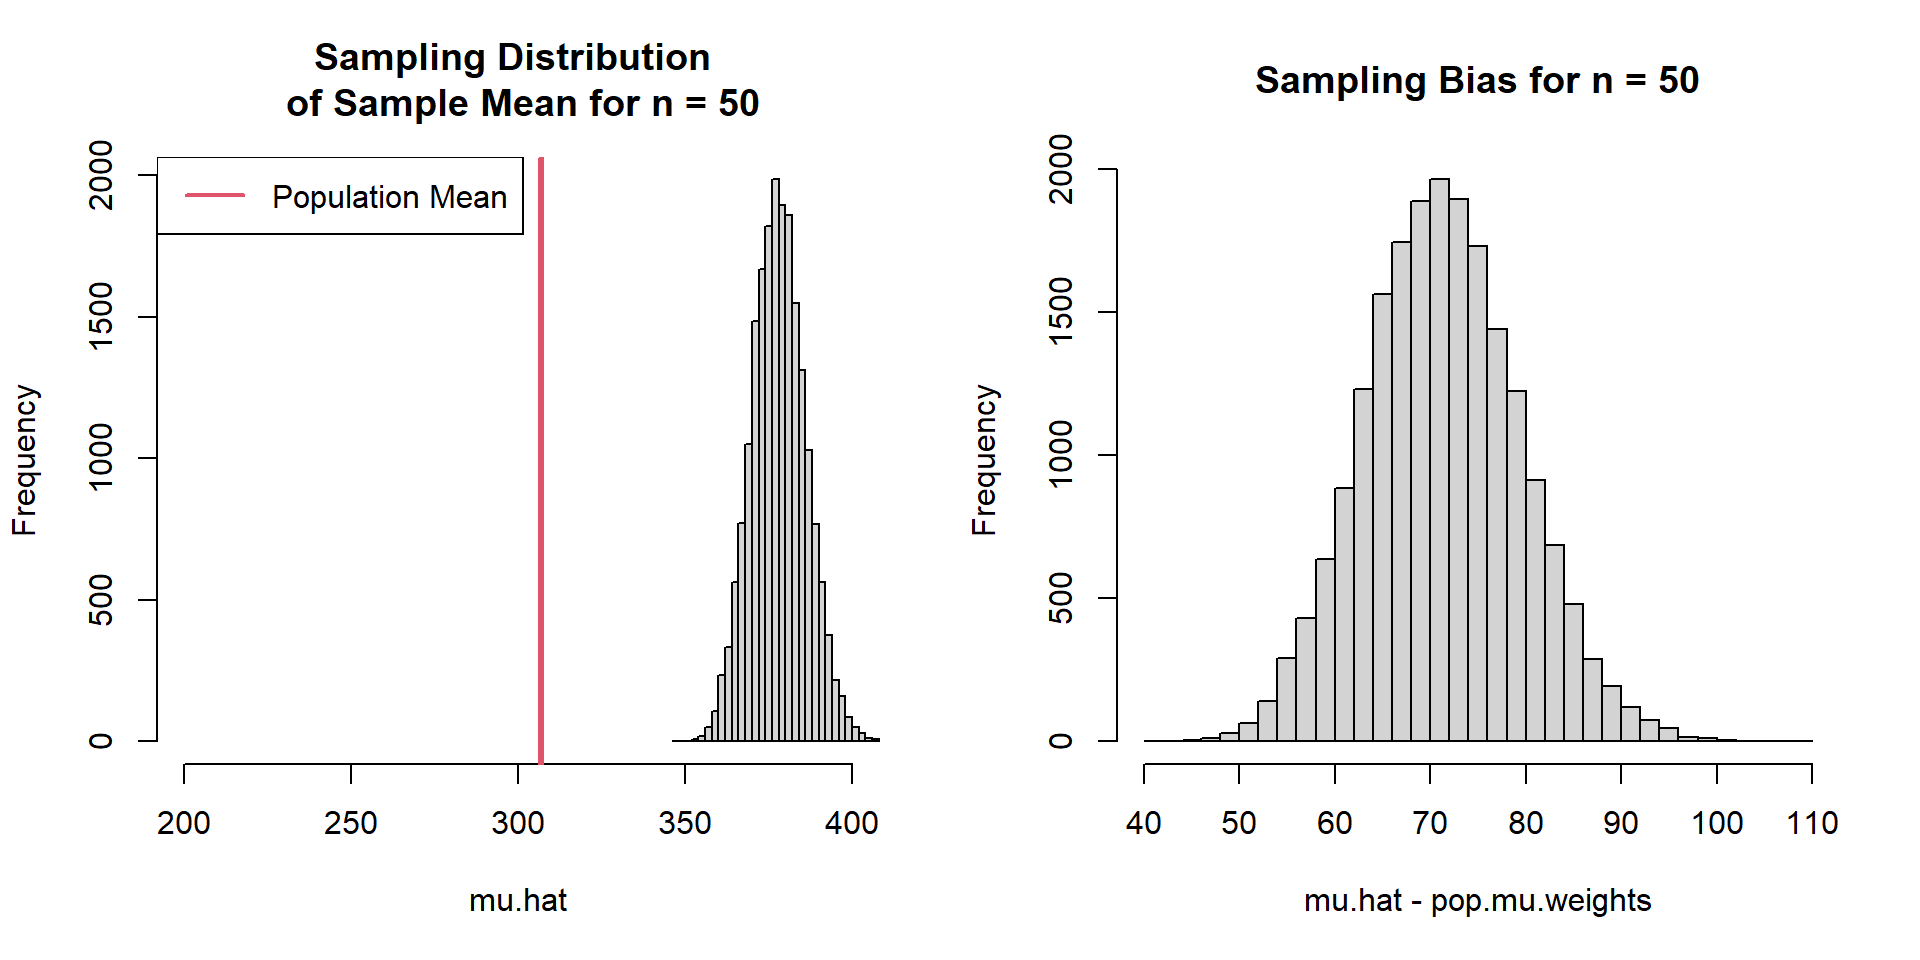 Sampling Distribution
of Sample Mean for n = 50
Population Mean
Frequency
2000
1500
1000
500
0
200 250 300 350 400
mu.hat
Sampling Bias for n = 50
Frequency
2000
1500
1000
500
0
40 50 60 70 80 90 100 110
mu.hat - pop.mu.weights